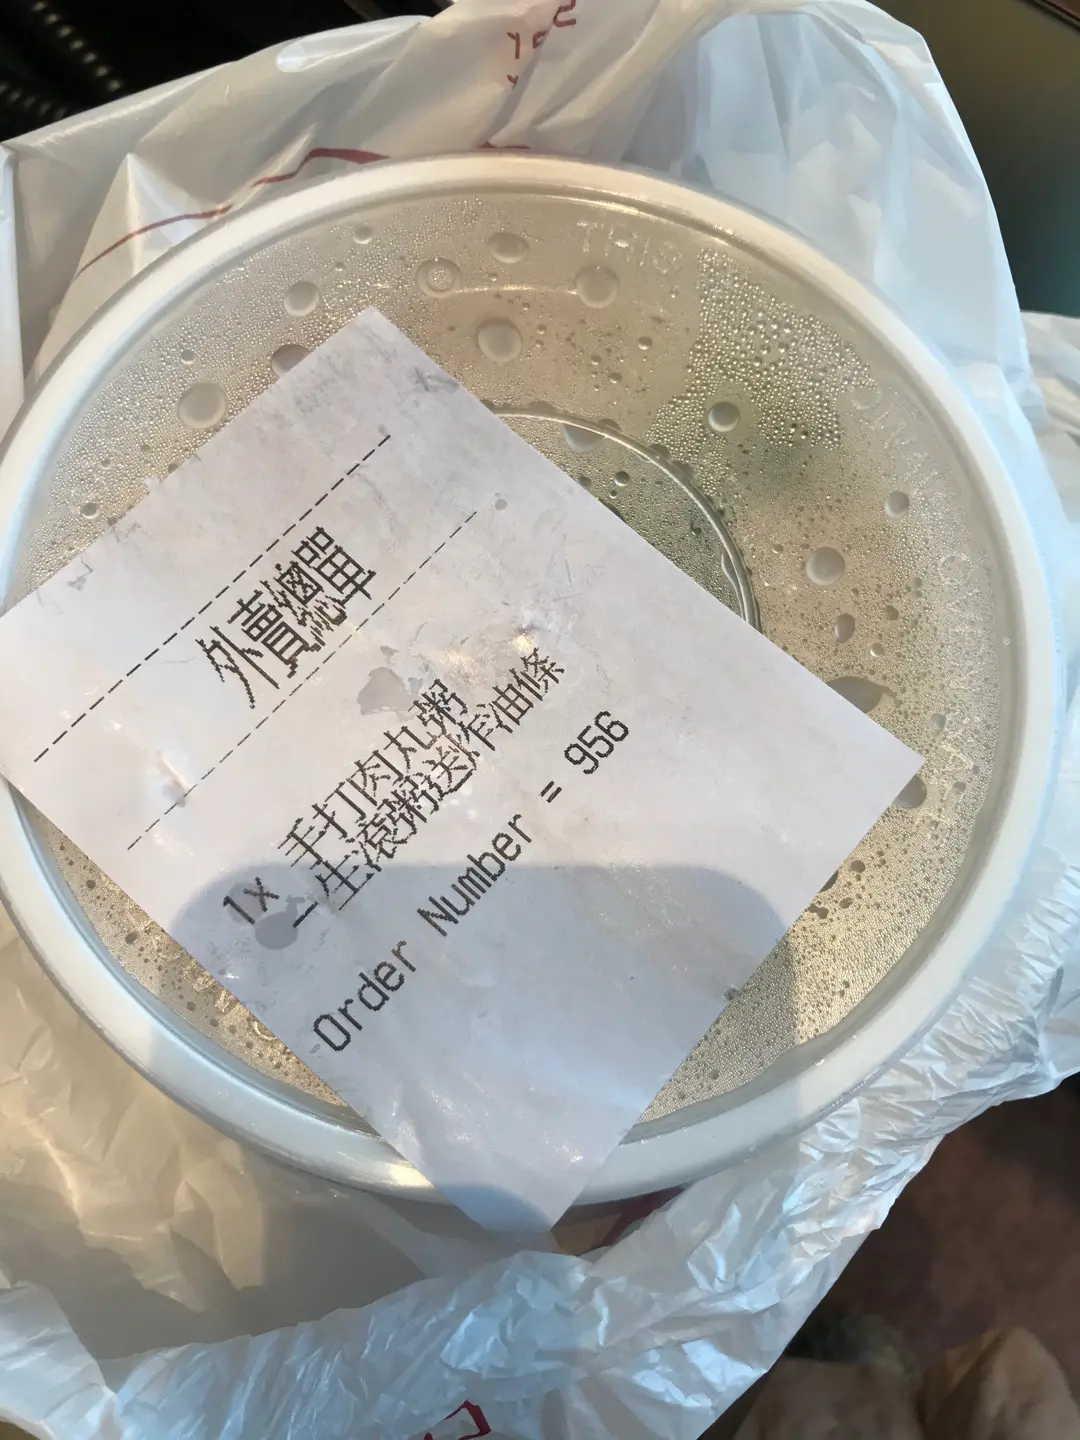 外賣總單
1x 手打肉丸粥
- 生滾粥送炸油條
Order Number = 956
THIS